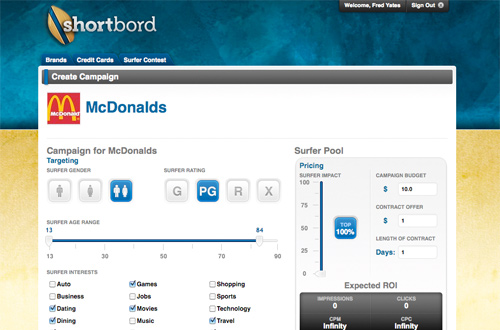 Welcome, Fred Yates Sign Out
shortbord
Brands Credit Cards Surfer Contest
Create Campaign
McDonald's
McDonalds
Campaign for McDonalds
Targeting
SURFER GENDER SURFER RATING
G PG R X
SURFER AGE RANGE
13 84
13 30 50 70 90
SURFER INTERESTS
Auto Games Shopping
Business Jobs Sports
Dating Movies Technology
Dining Music Travel
Surfer Pool
Pricing
SURFER IMPACT
100
75
50
25
0
TOP
100%
CAMPAIGN BUDGET
$ 10.0
CONTRACT OFFER
$ 1
LENGTH OF CONTRACT
Days: 1
Expected ROI
IMPRESSIONS CLICKS
0 0
CPM CPC
Infinity Infinity